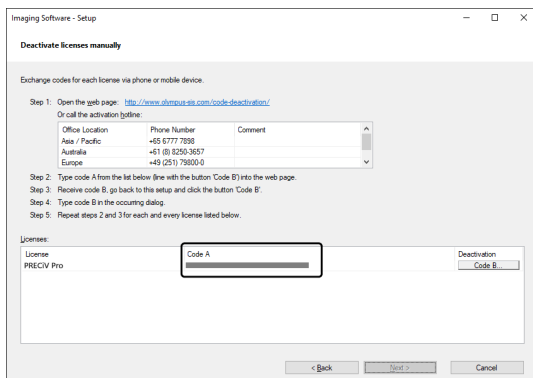 Imaging Software - Setup
Deactivate licenses manually
Exchange codes for each license via phone or mobile device.
Step 1: Open the web page: http://www.olympus-sis.com/code-deactivation/
Or call the activation hotline:
Office Location Phone Number Comment
Asia / Pacific +65 6777 7898
Australia +61 (8) 8250-3657
Europe +49 (251) 79800-0
Step 2: Type code A from the list below (line with the button 'Code B') into the web page.
Step 3: Receive code B, go back to this setup and click the button 'Code B'.
Step 4: Type code B in the occurring dialog.
Step 5: Repeat steps 2 and 3 for each and every license listed below.
Licenses:
License Code A Deactivation
PRECiV Pro Code B...
< Back Next > Cancel